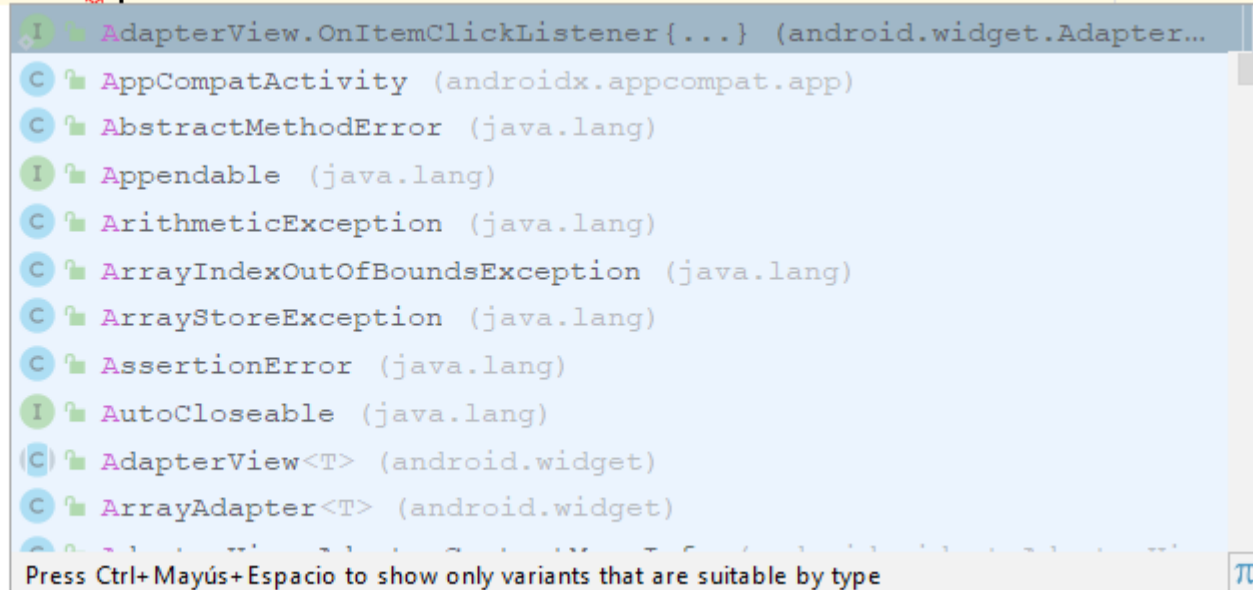 I AdapterView.OnItemClickListener{...} (android.widget.Adapter...
C AppCompatActivity (androidx.appcompat.app)
C AbstractMethodError (java.lang)
I Appendable (java.lang)
C ArithmeticException (java.lang)
C ArrayIndexOutOfBoundsException (java.lang)
C ArrayStoreException (java.lang)
C AssertionError (java.lang)
I AutoCloseable (java.lang)
C AdapterView<T> (android.widget)
C ArrayAdapter<T> (android.widget)
Press Ctrl+Mayús+Espacio to show only variants that are suitable by type
π